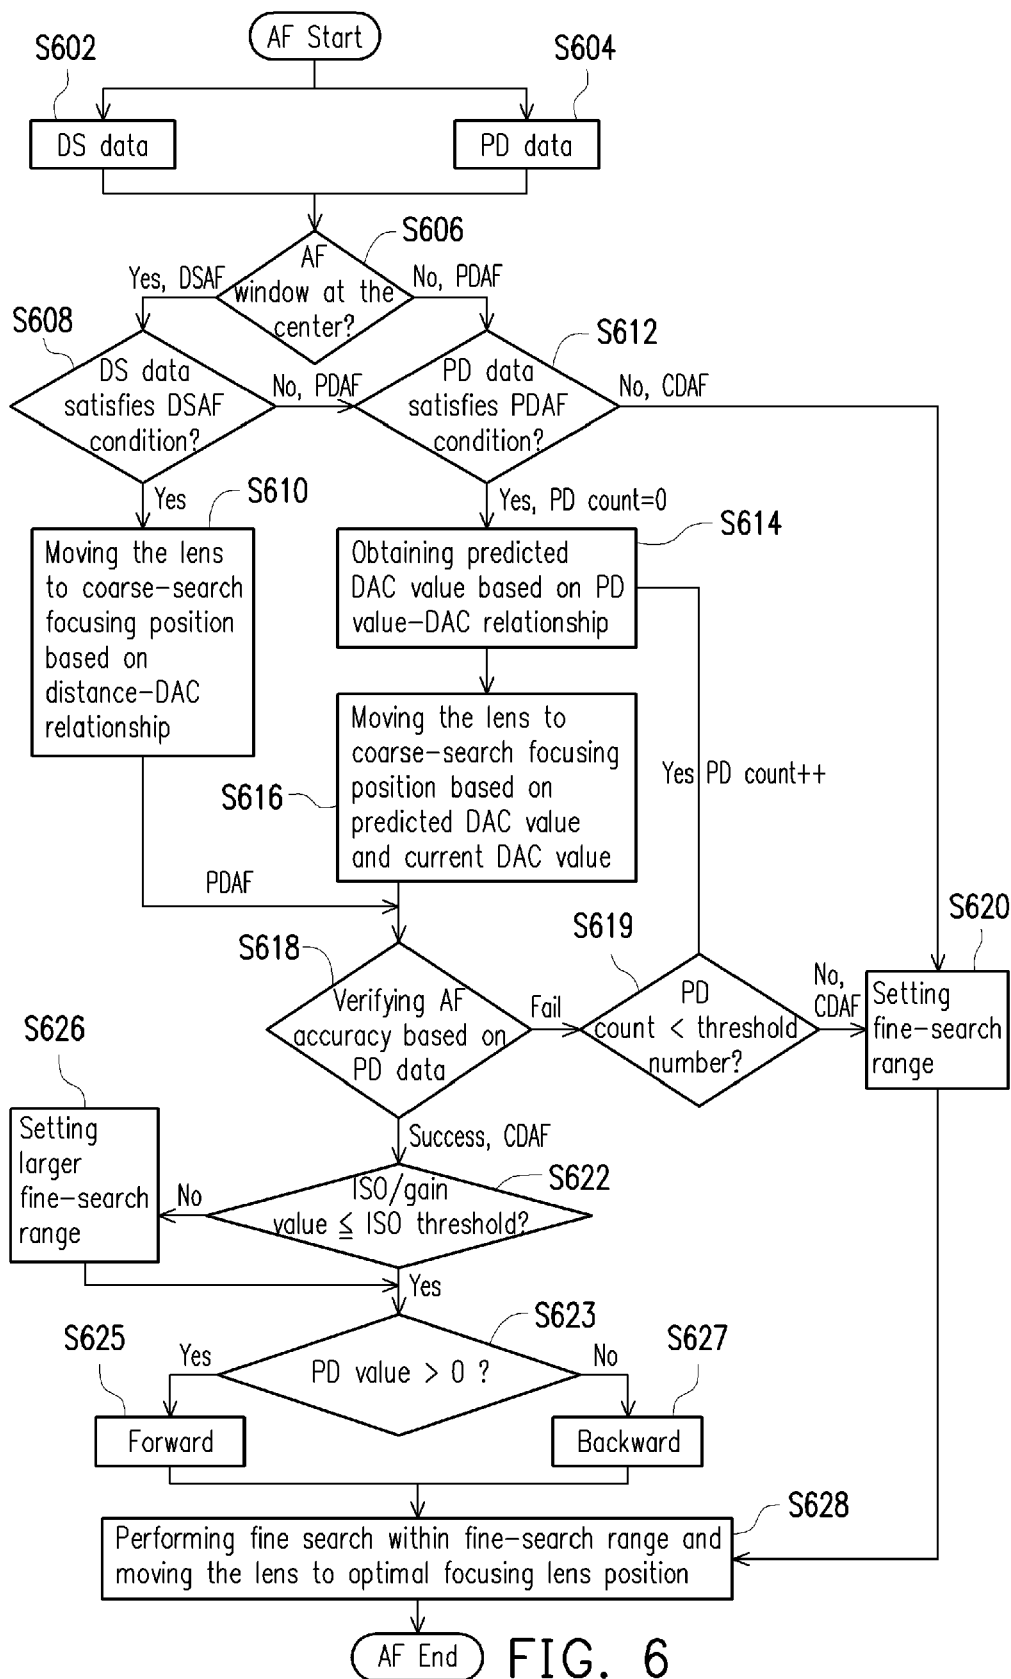 AF Start
S602
S604
DS data
PD data
S606
AF
window at the
center?
Yes, DSAF
No, PDAF
S608
S612
DS data
satisfies DSAF
condition?
No, PDAF
PD data
satisfies PDAF
condition?
No, CDAF
Yes
S610
Yes, PD count=0
S614
Moving the lens
to coarse-search
focusing position
based on
distance-DAC
relationship
Obtaining predicted
DAC value based on PD
value-DAC relationship
Moving the lens to
coarse-search focusing
position based on
predicted DAC value
and current DAC value
S616
Yes PD count++
PDAF
S618
S619
S620
Verifying AF
accuracy based on
PD data
Fail
PD
count < threshold
number?
No,
CDAF
Setting
fine-search
range
S626
Setting
larger
fine-search
range
Success, CDAF
S622
No
ISO/gain
value ≤ ISO threshold?
Yes
S623
S625
S627
Yes
PD value > 0 ?
No
Forward
Backward
S628
Performing fine search within fine-search range and
moving the lens to optimal focusing lens position
AF End
FIG. 6